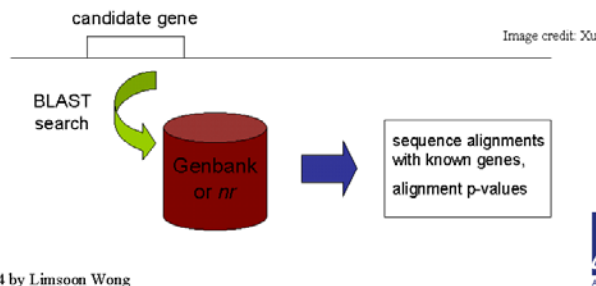 candidate gene
Image credit: Xu
BLAST
search
Genbank
or nr
sequence alignments
with known genes,
alignment p-values
4 by Limsoon Wong